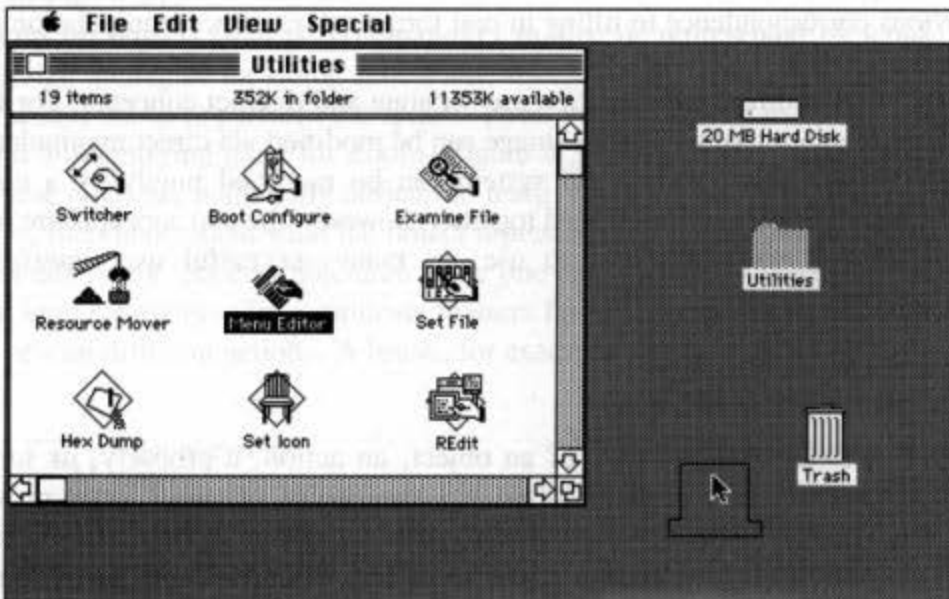 File Edit View Special
Utilities
19 items 352K in folder 11353K available
Switcher Boot Configure Examine File
Resource Mover Menu Editor Set File
Hex Dump Set Icon REdit
20 MB Hard Disk
Utilities
Trash